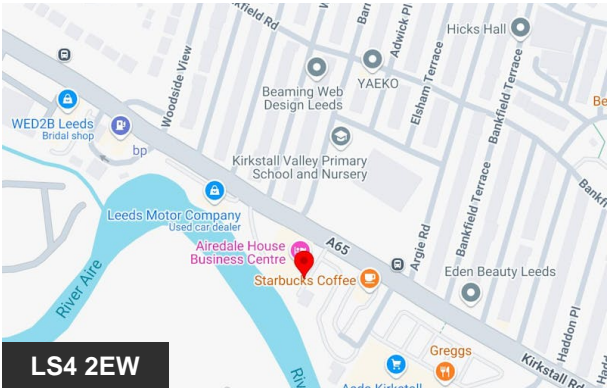 kfield Rd
Hicks Hall
Adwick Pl
Woodside View
Elsham Terrace
Bankfield Terrace
YAEKO
Beaming Web
Design Leeds
WED2B Leeds
Bridal shop
bp
Kirkstall Valley Primary
School and Nursery
Leeds Motor Company
Used car dealer
A65
Argie Rd
Bankfield Terrace
Airedale House
Business Centre
Starbucks Coffee
Eden Beauty Leeds
River Aire
Haddon Pl
Greggs
Kirkstall Rd
LS4 2EW